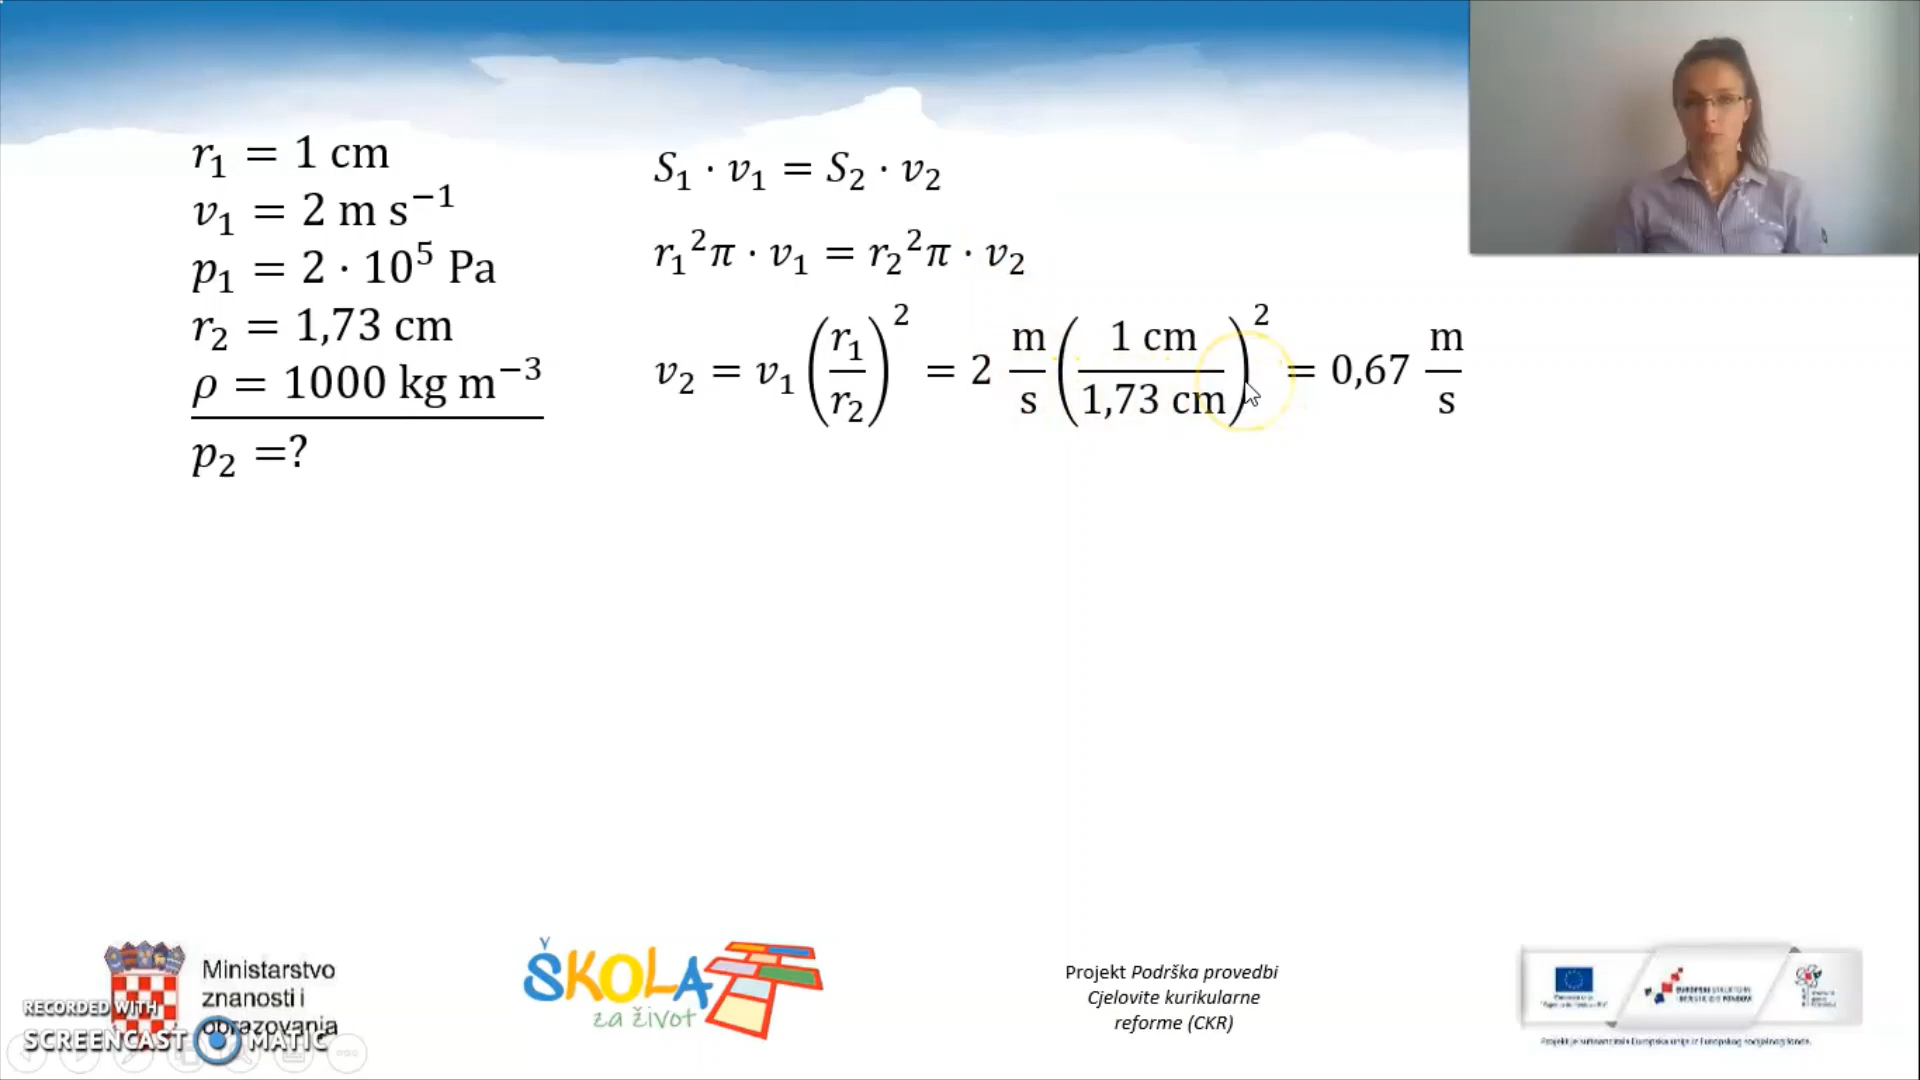 r₁ = 1 cm
v₁ = 2 m s⁻¹
p₁ = 2 · 10⁵ Pa
r₂ = 1,73 cm
ρ = 1000 kg m⁻³
p₂ =?
S₁ · v₁ = S₂ · v₂
r₁²π · v₁ = r₂²π · v₂
v₂ = v₁ (r₁/r₂)² = 2 m/s (1 cm/1,73 cm)² = 0,67 m/s
Ministarstvo
znanosti i
obrazovanja
RECORDED WITH
SCREENCAST MATIC
ŠKOLA
za život
Projekt Podrška provedbi
Cjelovite kurikularne
reforme (CKR)